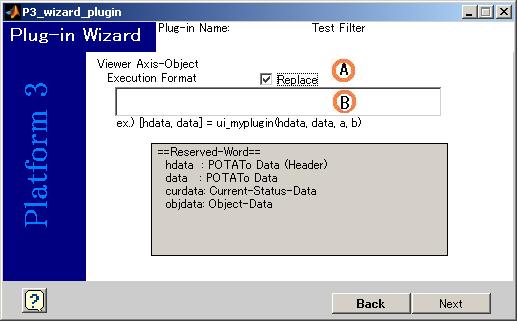 P3_wizard_plugin
Plug-in Wizard
Plug-in Name: Test Filter
Platform 3
Viewer Axis-Object
Execution Format
Replace
A
B
ex.) [hdata, data] = ui_myplugin(hdata, data, a, b)
==Reserved-Word==
hdata : POTATo Data (Header)
data : POTATo Data
curdata: Current-Status-Data
objdata: Object-Data
?
Back
Next